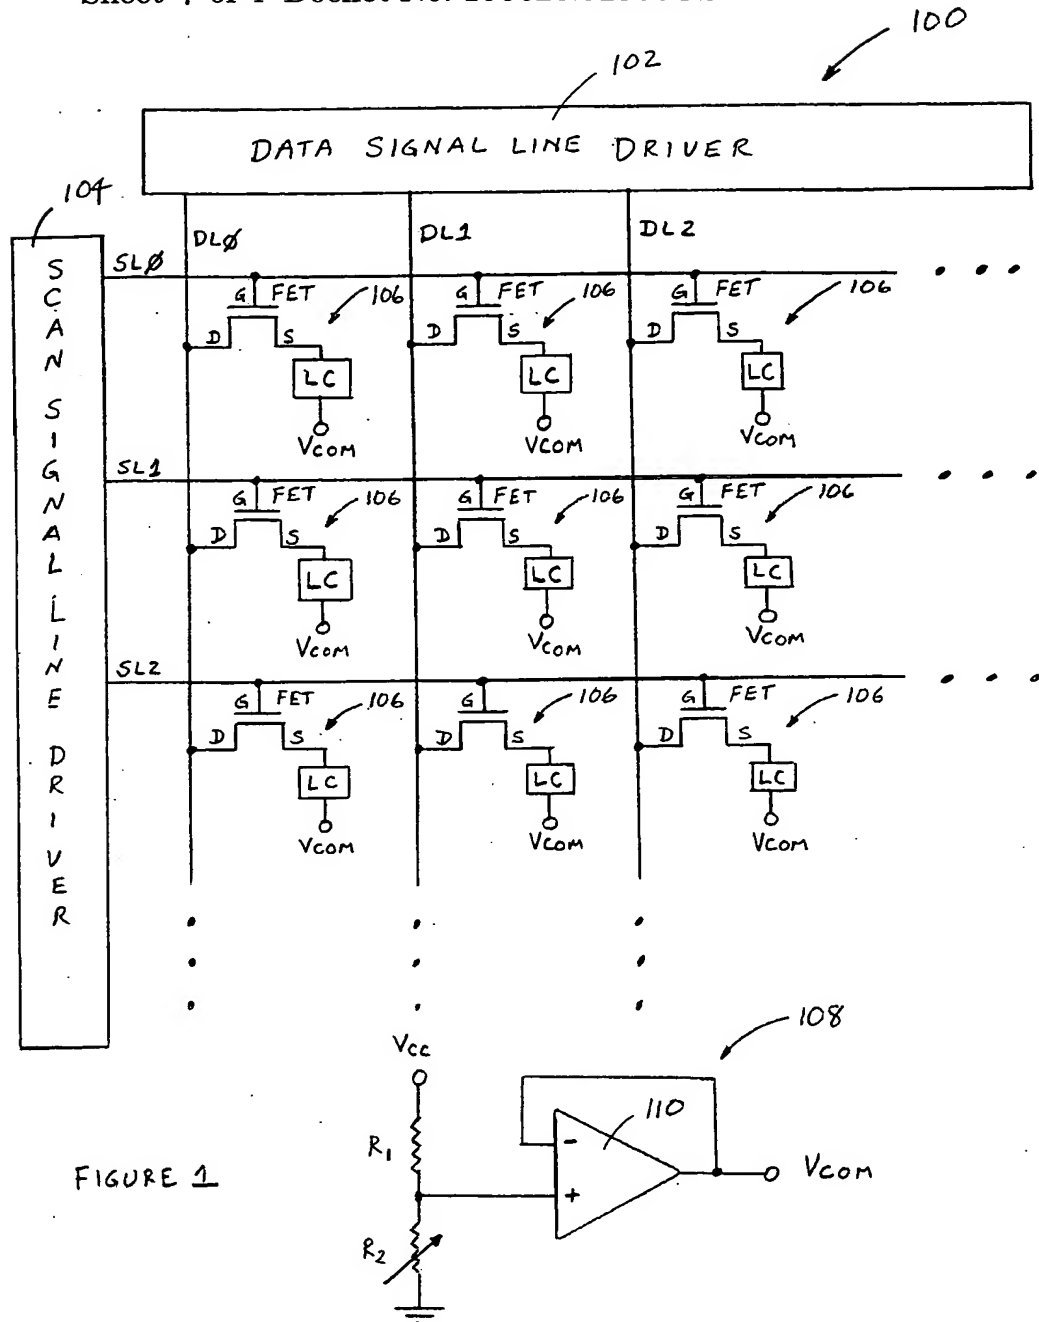 100
102
DATA SIGNAL LINE DRIVER
104
SCAN SIGNAL LINE DRIVER
DLØ DL1 DL2
SLØ
G FET 106 G FET 106 G FET 106
D S D S D S
LC LC LC
VCOM VCOM VCOM
SL1
G FET 106 G FET 106 G FET 106
D S D S D S
LC LC LC
VCOM VCOM VCOM
SL2
G FET 106 G 106 G FET 106
D S D S D S
LC LC LC
VCOM VCOM VCOM
108
Vcc
110
R1
-
+
VCOM
R2
FIGURE 1